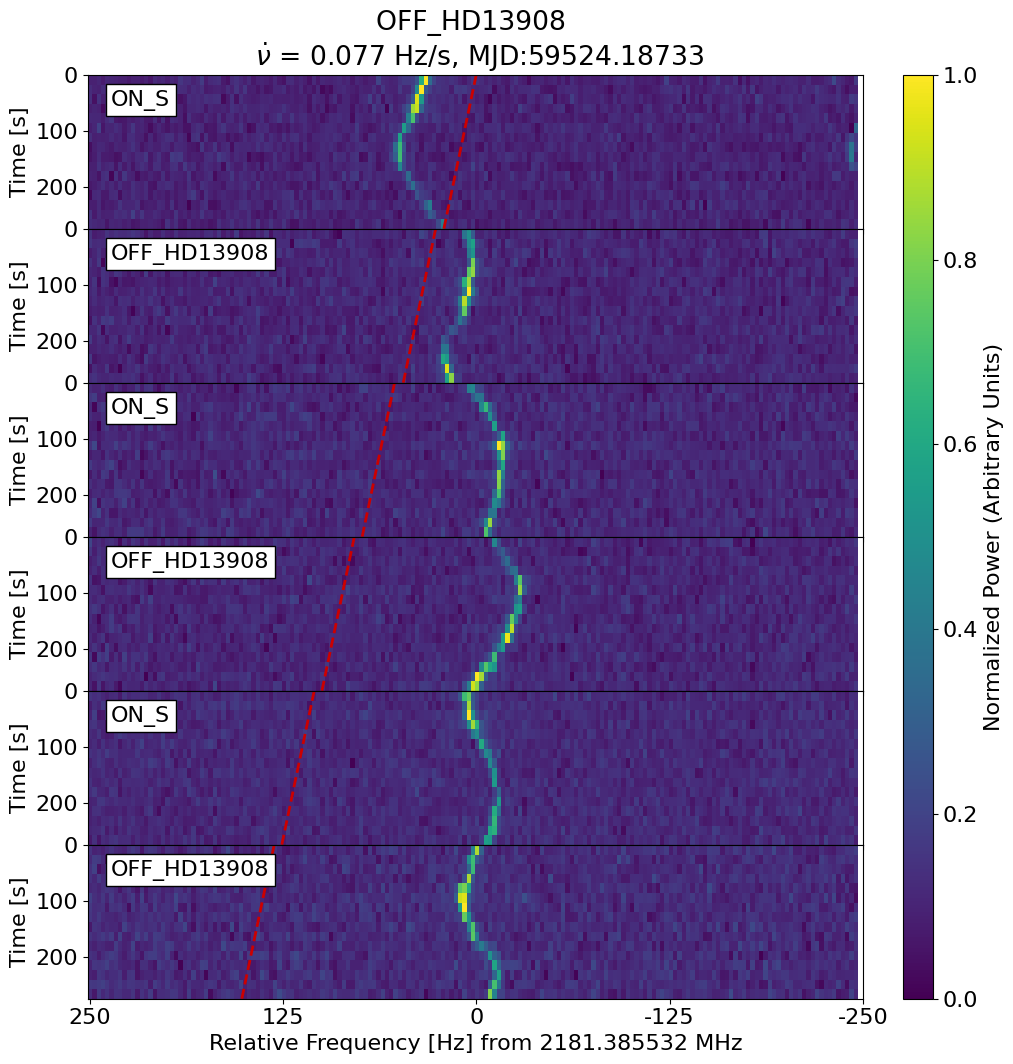 OFF_HD13908
ν̇ = 0.077 Hz/s, MJD:59524.18733
0
ON_S
100
200
Time [s]
0
OFF_HD13908
100
200
Time [s]
0
ON_S
100
200
Time [s]
0
OFF_HD13908
100
200
Time [s]
0
ON_S
100
200
Time [s]
0
OFF_HD13908
100
200
Time [s]
250 125 0 -125 -250
Relative Frequency [Hz] from 2181.385532 MHz
1.0
0.8
0.6
0.4
0.2
0.0
Normalized Power (Arbitrary Units)